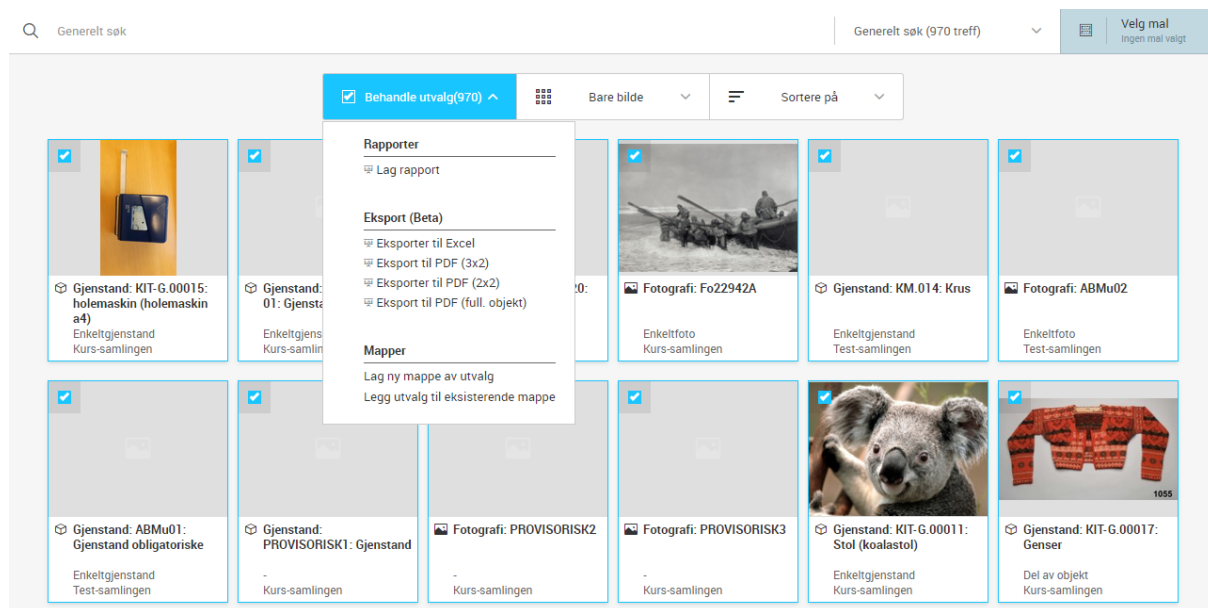 Generelt søk
Generelt søk (970 treff)
Velg mal
Ingen mal valgt
Behandle utvalg(970)
Bare bilde
Sortere på
Rapporter
Lag rapport
Eksport (Beta)
Eksporter til Excel
Eksport til PDF (3x2)
Eksporter til PDF (2x2)
Eksport til PDF (full. objekt)
Mapper
Lag ny mappe av utvalg
Legg utvalg til eksisterende mappe
Gjenstand: KIT-G.00015:
holemaskin (holemaskin
a4)
Enkeltgjenstand
Kurs-samlingen
Gjenstand:
01: Gjensta
Enkeltgjens
Kurs-samlin
20:
Fotografi: Fo22942A
Enkeltfoto
Kurs-samlingen
Gjenstand: KM.014: Krus
Enkeltgjenstand
Test-samlingen
Fotografi: ABMu02
Enkeltfoto
Test-samlingen
Gjenstand: ABMu01:
Gjenstand obligatoriske
Enkeltgjenstand
Test-samlingen
Gjenstand:
PROVISORISK1: Gjenstand
-
Kurs-samlingen
Fotografi: PROVISORISK2
-
Kurs-samlingen
Fotografi: PROVISORISK3
-
Kurs-samlingen
Gjenstand: KIT-G.00011:
Stol (koalastol)
Enkeltgjenstand
Kurs-samlingen
1055
Gjenstand: KIT-G.00017:
Genser
Del av objekt
Kurs-samlingen